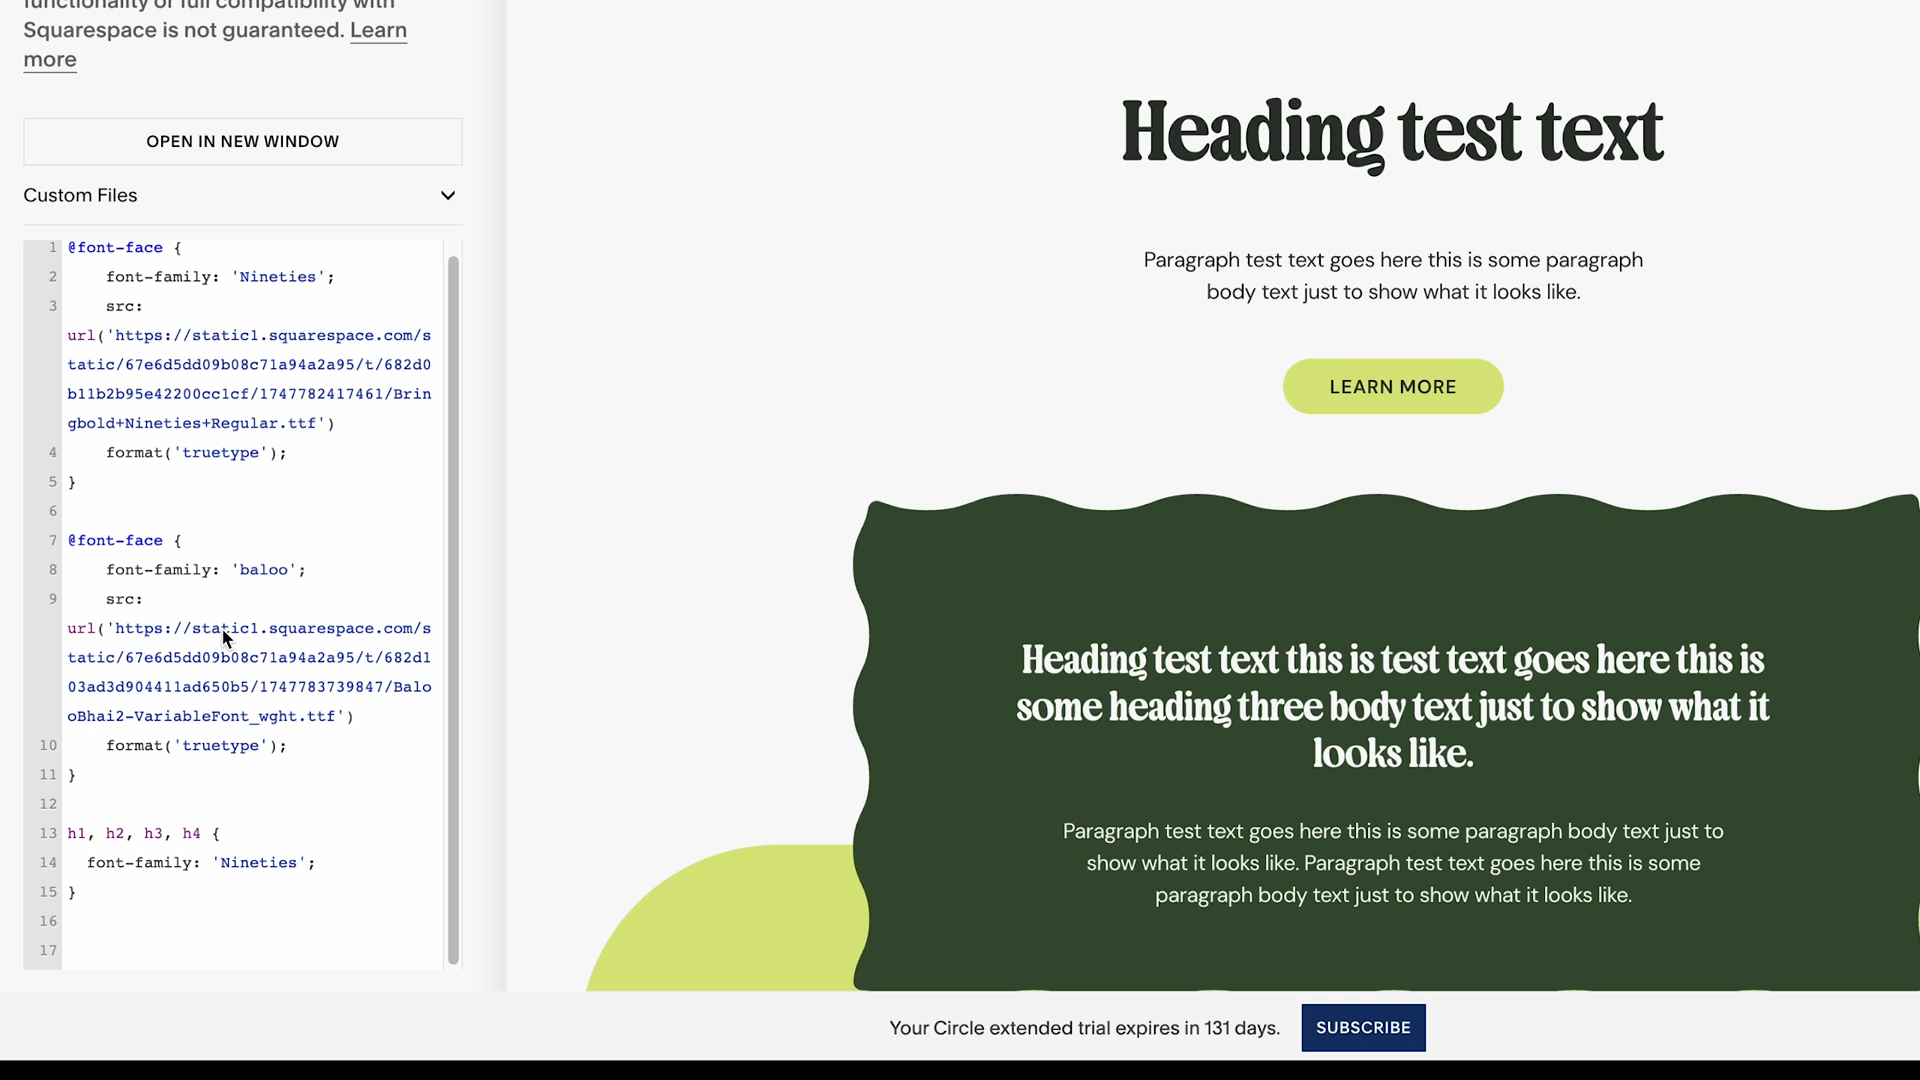 functionality or full compatibility with
Squarespace is not guaranteed. Learn
more
OPEN IN NEW WINDOW
Custom Files
1 @font-face {
2 font-family: 'Nineties';
3 src:
url('https://static1.squarespace.com/s
tatic/67e6d5dd09b08c71a94a2a95/t/682d0
b11b2b95e42200cc1cf/1747782417461/Brin
gbold+Nineties+Regular.ttf')
4 format('truetype');
5 }
6
7 @font-face {
8 font-family: 'baloo';
9 src:
url('https://static1.squarespace.com/s
tatic/67e6d5dd09b08c71a94a2a95/t/682d1
03ad3d904411ad650b5/1747783739847/Balo
oBhai2-VariableFont_wght.ttf')
10 format('truetype');
11 }
12
13 h1, h2, h3, h4 {
14 font-family: 'Nineties';
15 }
16
17
Heading test text
Paragraph test text goes here this is some paragraph
body text just to show what it looks like.
LEARN MORE
Heading test text this is test text goes here this is
some heading three body text just to show what it
looks like.
Paragraph test text goes here this is some paragraph body text just to
show what it looks like. Paragraph test text goes here this is some
paragraph body text just to show what it looks like.
Your Circle extended trial expires in 131 days.
SUBSCRIBE